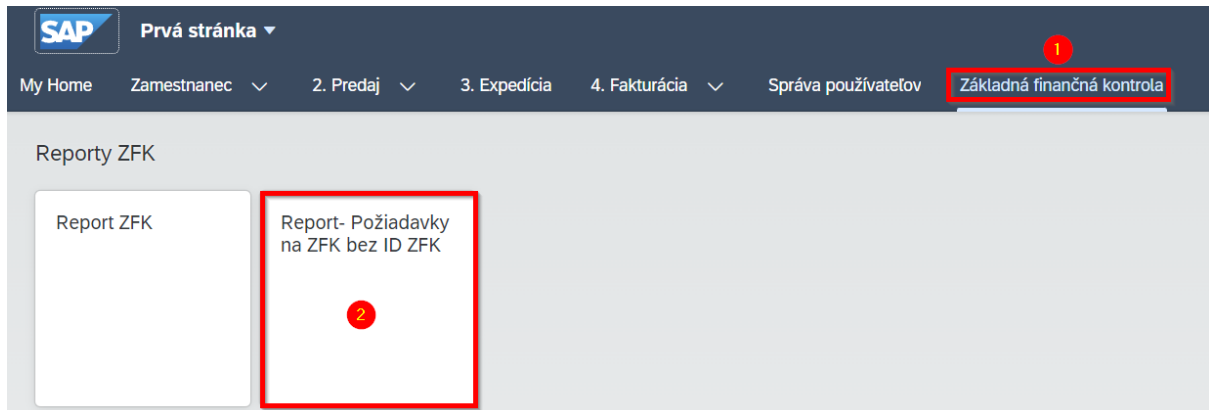 SAP Prvá stránka
1
My Home Zamestnanec 2. Predaj 3. Expedícia 4. Fakturácia Správa používateľov Základná finančná kontrola
Reporty ZFK
Report ZFK
Report- Požiadavky
na ZFK bez ID ZFK
2